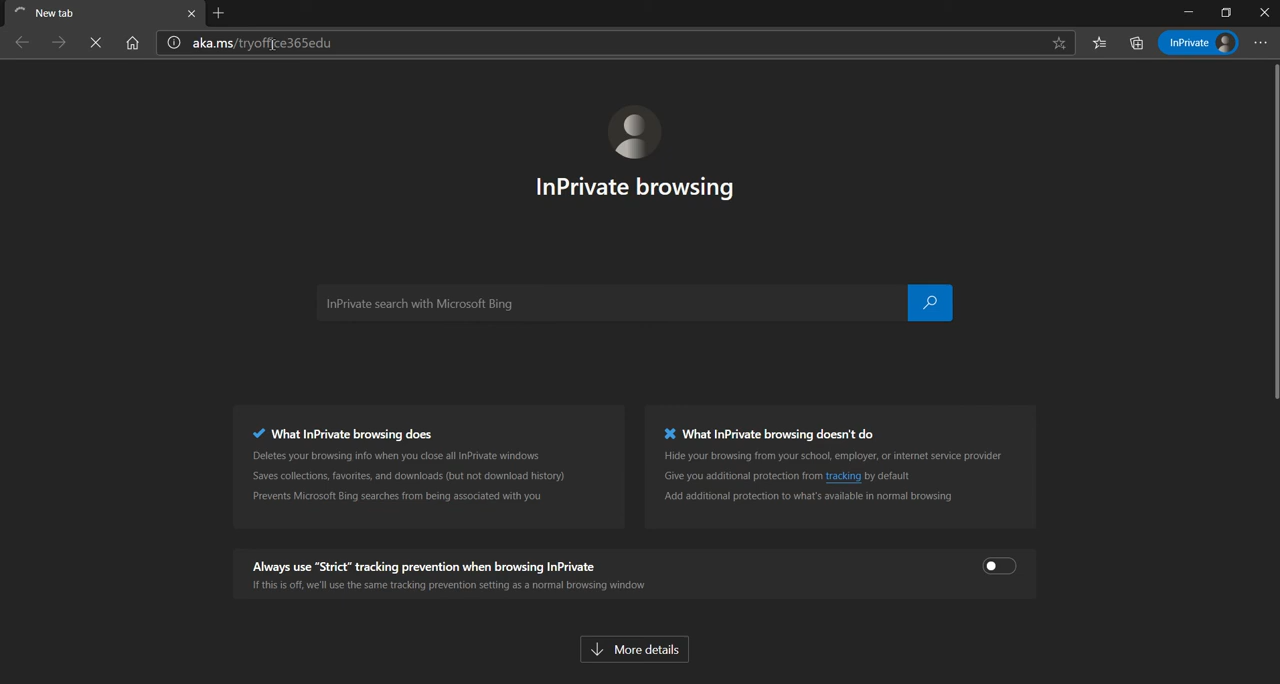 New tab
aka.ms/tryoffice365edu
InPrivate
InPrivate browsing
InPrivate search with Microsoft Bing
What InPrivate browsing does
Deletes your browsing info when you close all InPrivate windows
Saves collections, favorites, and downloads (but not download history)
Prevents Microsoft Bing searches from being associated with you
What InPrivate browsing doesn't do
Hide your browsing from your school, employer, or internet service provider
Give you additional protection from tracking by default
Add additional protection to what's available in normal browsing
Always use “Strict” tracking prevention when browsing InPrivate
If this is off, we'll use the same tracking prevention setting as a normal browsing window
More details